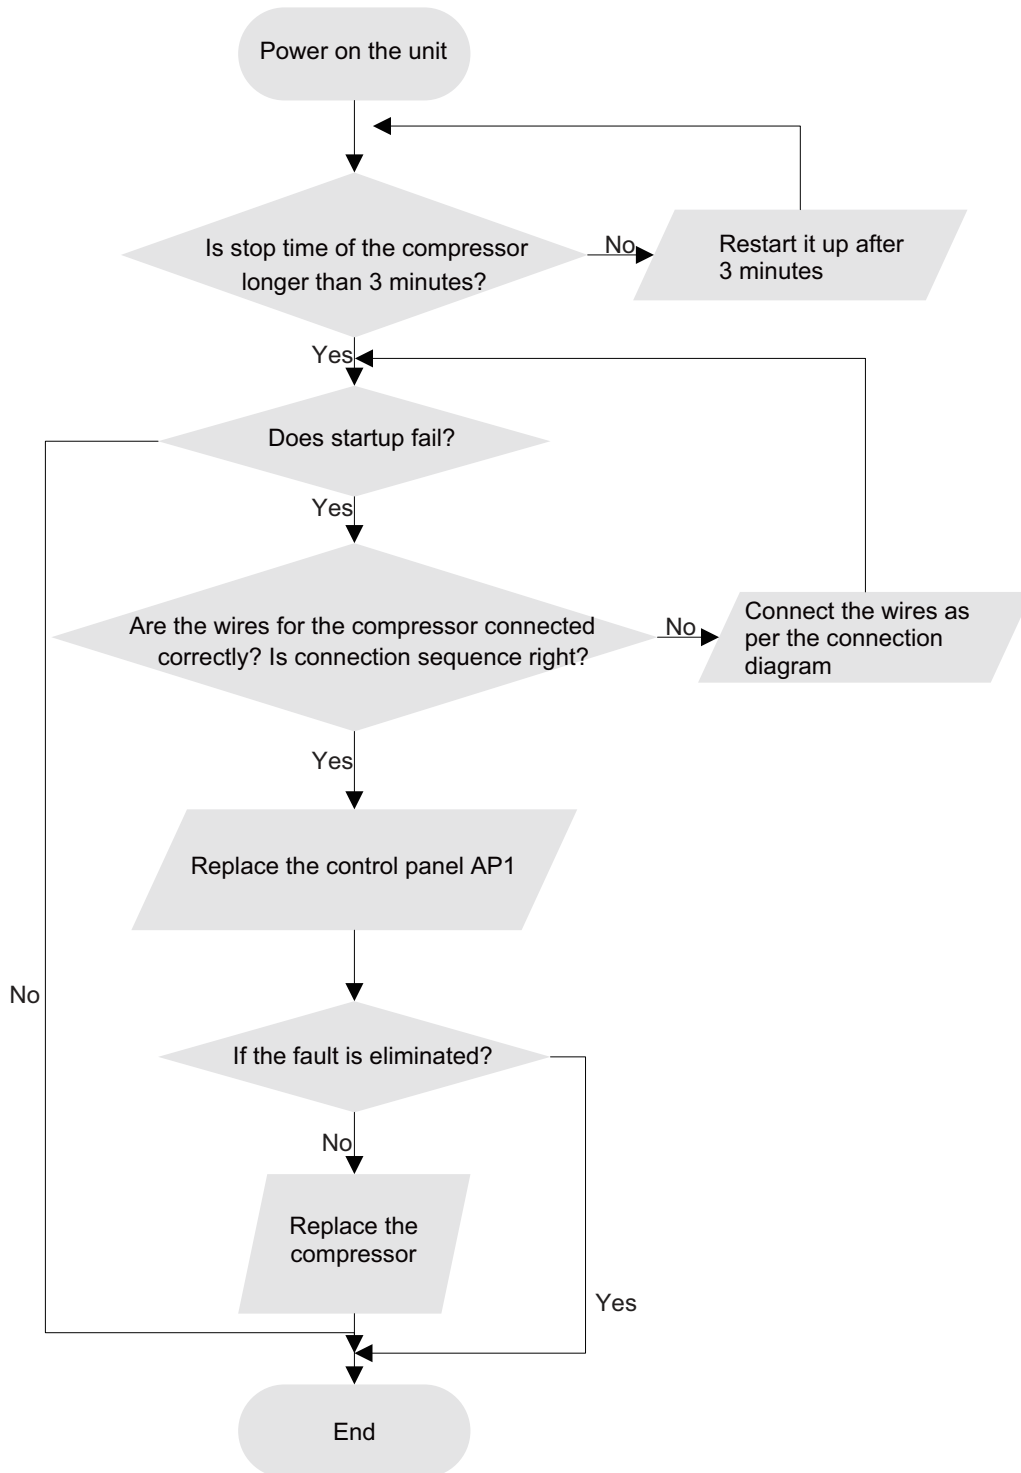 Power on the unit
Is stop time of the compressor
longer than 3 minutes?
No
Restart it up after
3 minutes
Yes
Does startup fail?
Yes
Are the wires for the compressor connected
correctly? Is connection sequence right?
No
Connect the wires as
per the connection
diagram
Yes
Replace the control panel AP1
No
If the fault is eliminated?
No
Replace the
compressor
Yes
End